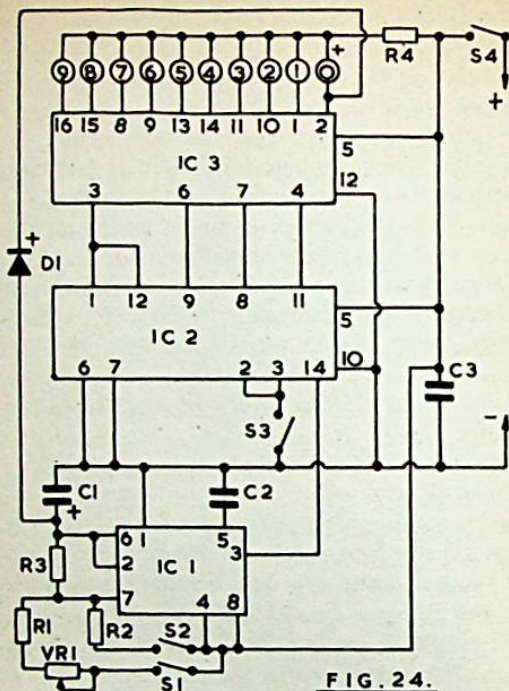 +
R4
S4
+
9 8 7 6 5 4 3 2 1 0
16 15 8 9 13 14 11 10 1 2
IC 3
5
12
3 6 7 4
+
D1
1 12 9 8 11
IC 2
5
10
6 7 2 3 14
C3
S3
-
C1
+
C2
6 1 5
3
2
IC 1
R3
7
4 8
R1
R2
S2
VR1
S1
FIG. 24.